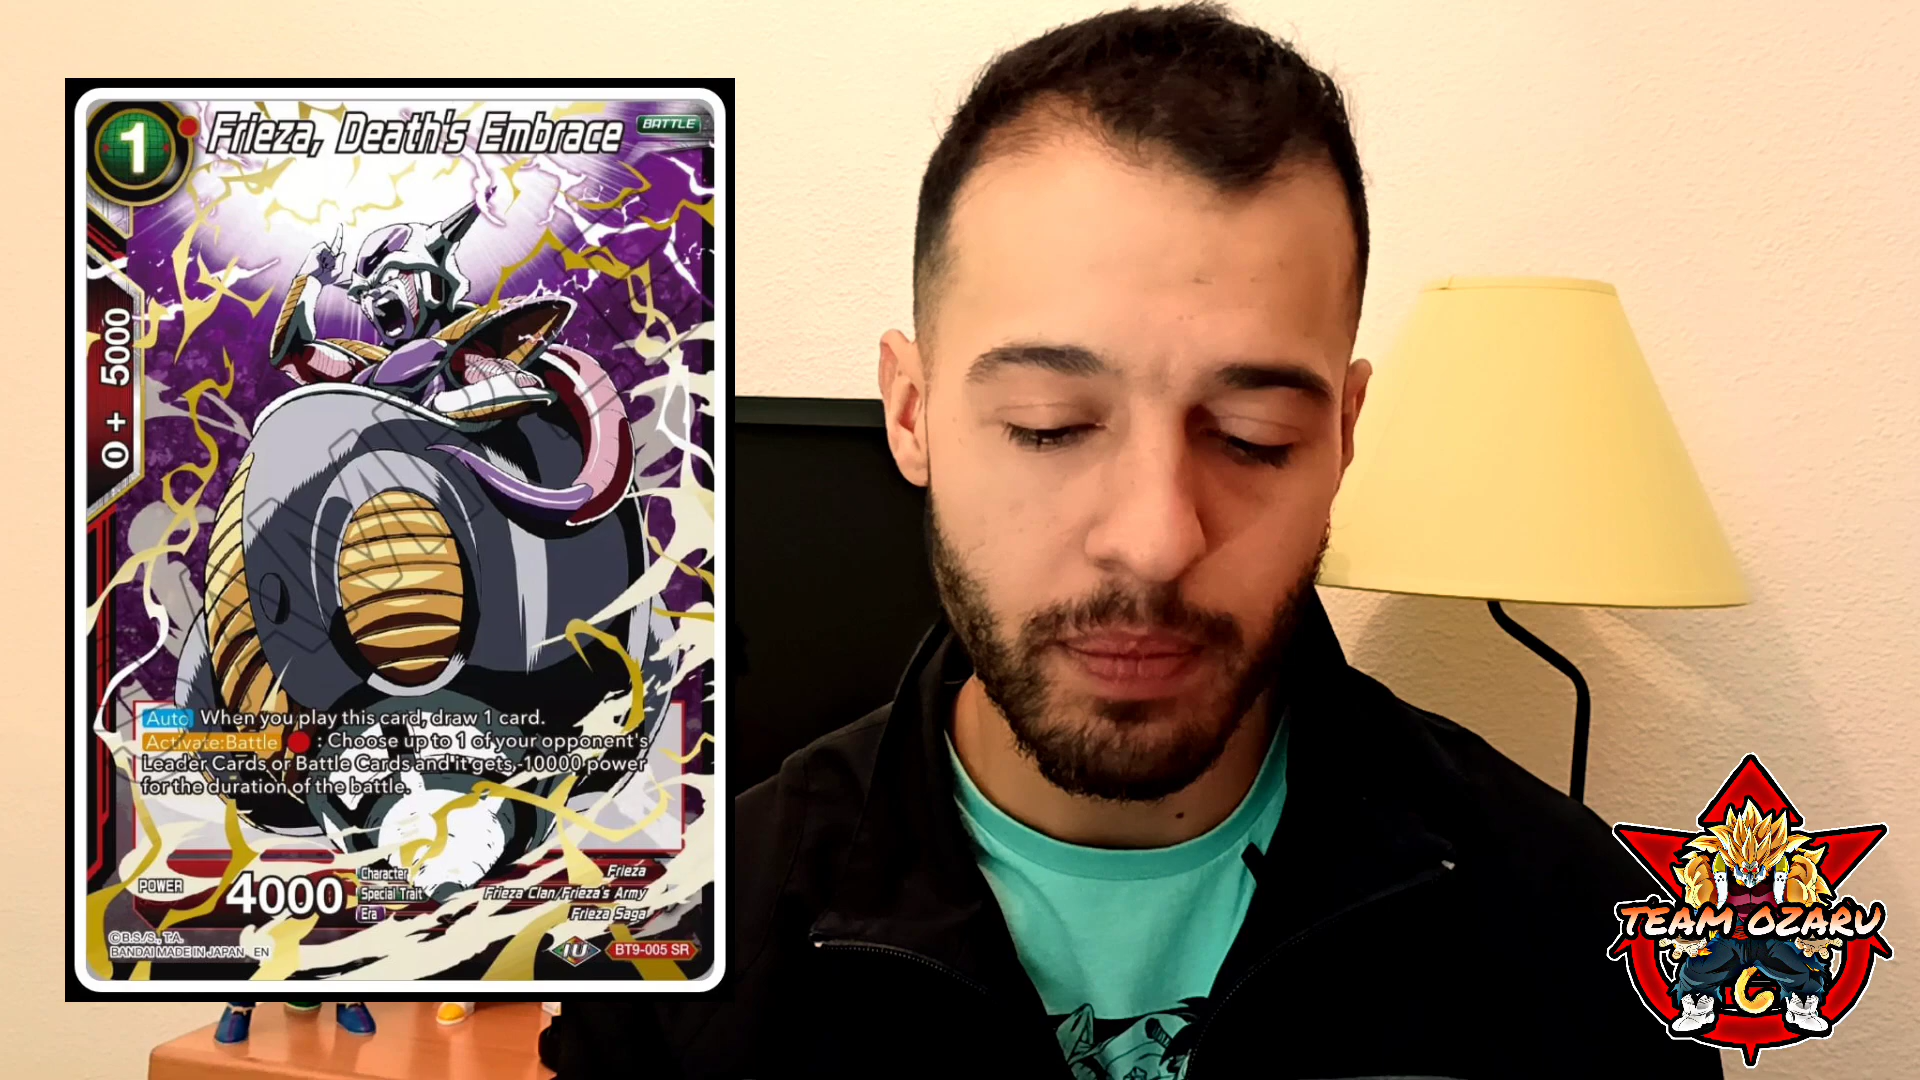 1
Frieza, Death's Embrace
BATTLE
0 + 5000
Auto When you play this card, draw 1 card.
Activate:Battle : Choose up to 1 of your opponent's
Leader Cards or Battle Cards and it gets -10000 power
for the duration of the battle.
POWER
4000
Character
Frieza
Special Trait
Frieza Clan/Frieza's Army
Era
Frieza Saga
©B.S./S., T.A.
BANDAI MADE IN JAPAN EN
IU
BT9-005 SR
TEAM OZARU